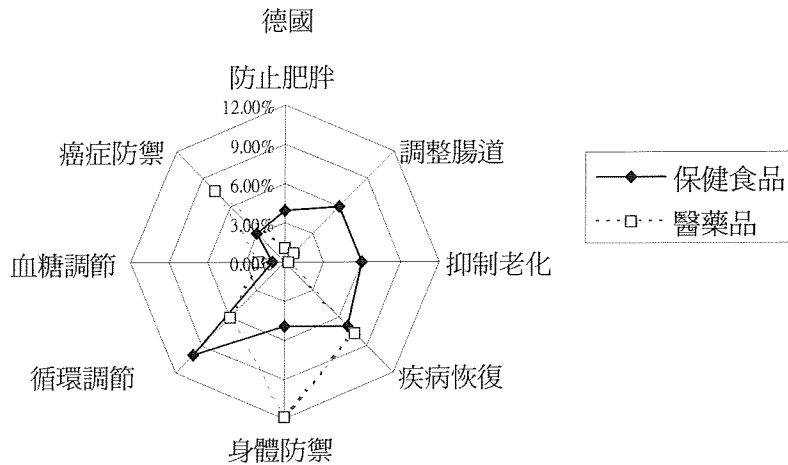 德國
防止肥胖
12.00%
9.00%
6.00%
3.00%
0.00%
調整腸道
抑制老化
疾病恢復
身體防禦
循環調節
血糖調節
癌症防禦
保健食品
醫藥品